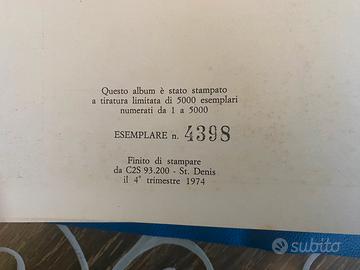 Questo album è stato stampato
a tiratura limitata di 5000 esemplari
numerati da 1 a 5000
ESEMPLARE n. 4398
Finito di stampare
da C2S 93.200 - St. Denis
il 4° trimestre 1974
subito